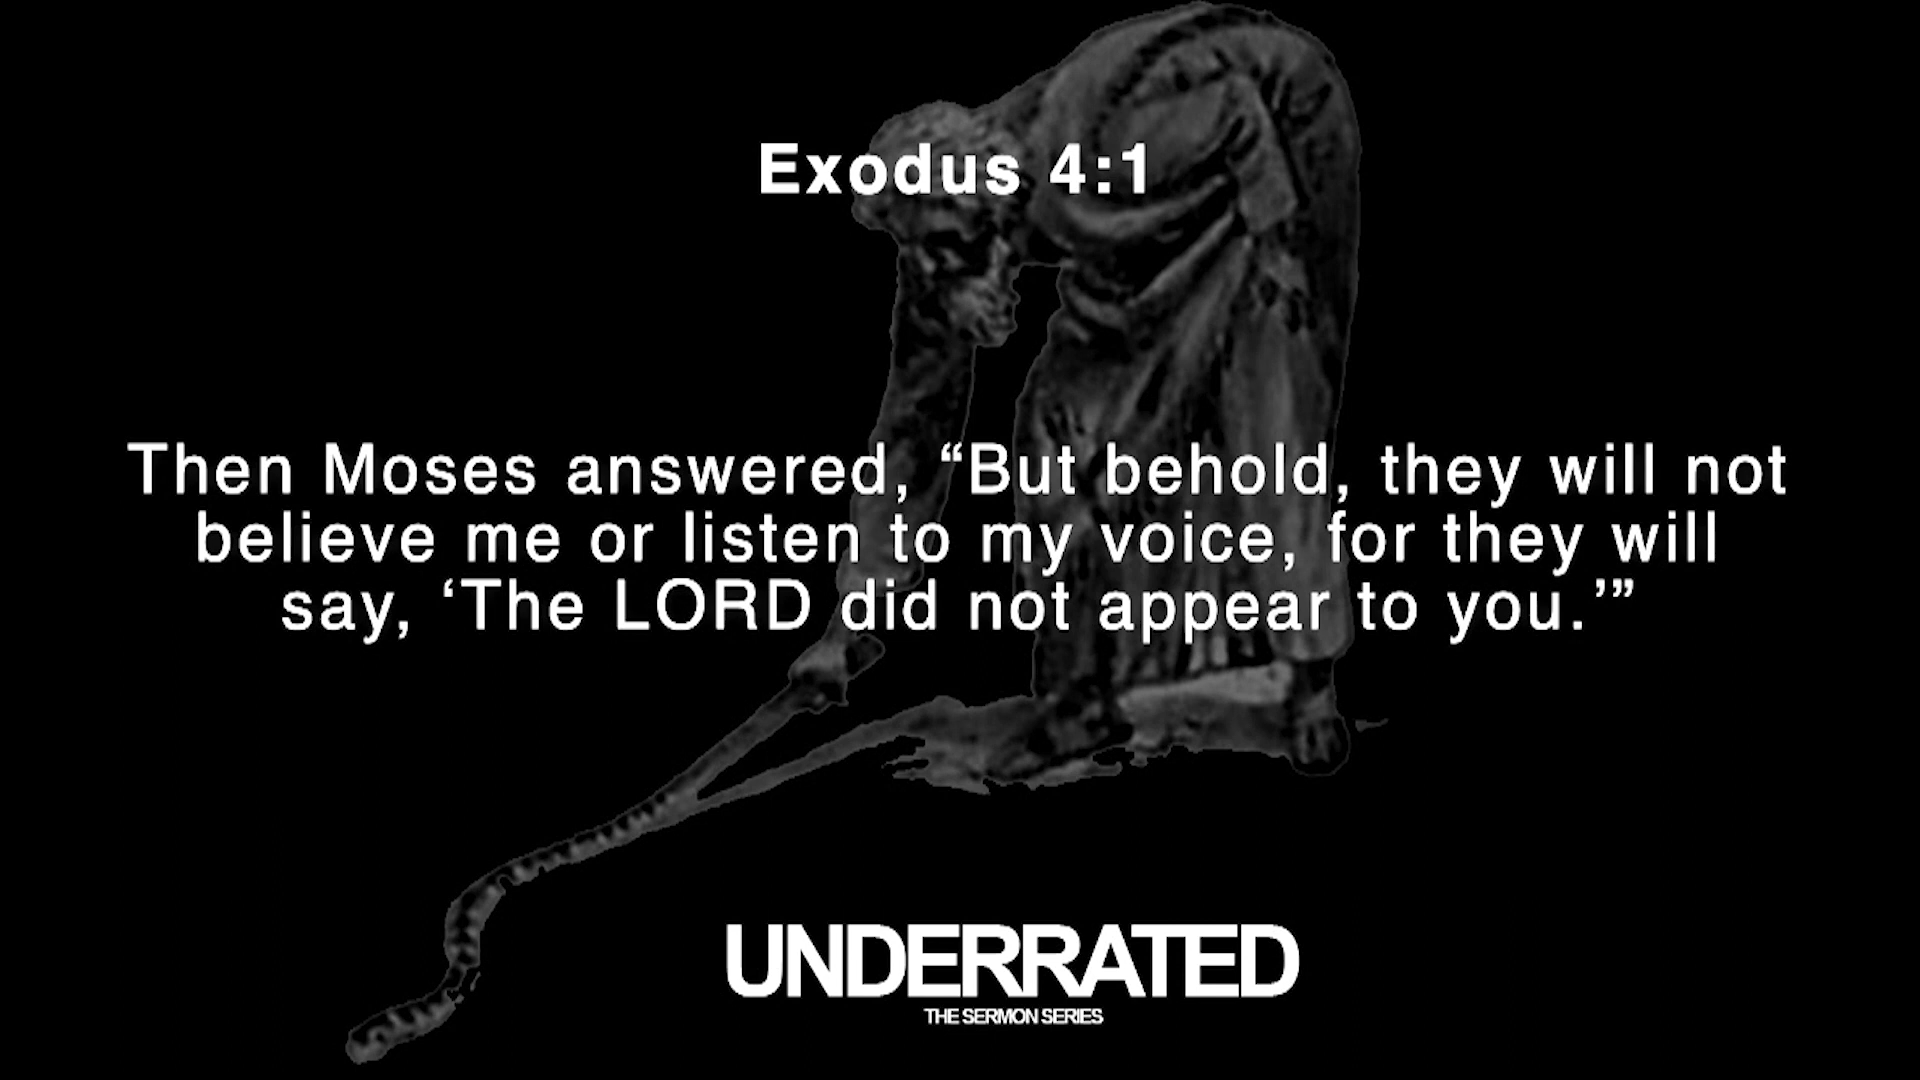 Exodus 4:1
Then Moses answered, “But behold, they will not
believe me or listen to my voice, for they will
say, ‘The LORD did not appear to you.’”
UNDERRATED
THE SERMON SERIES